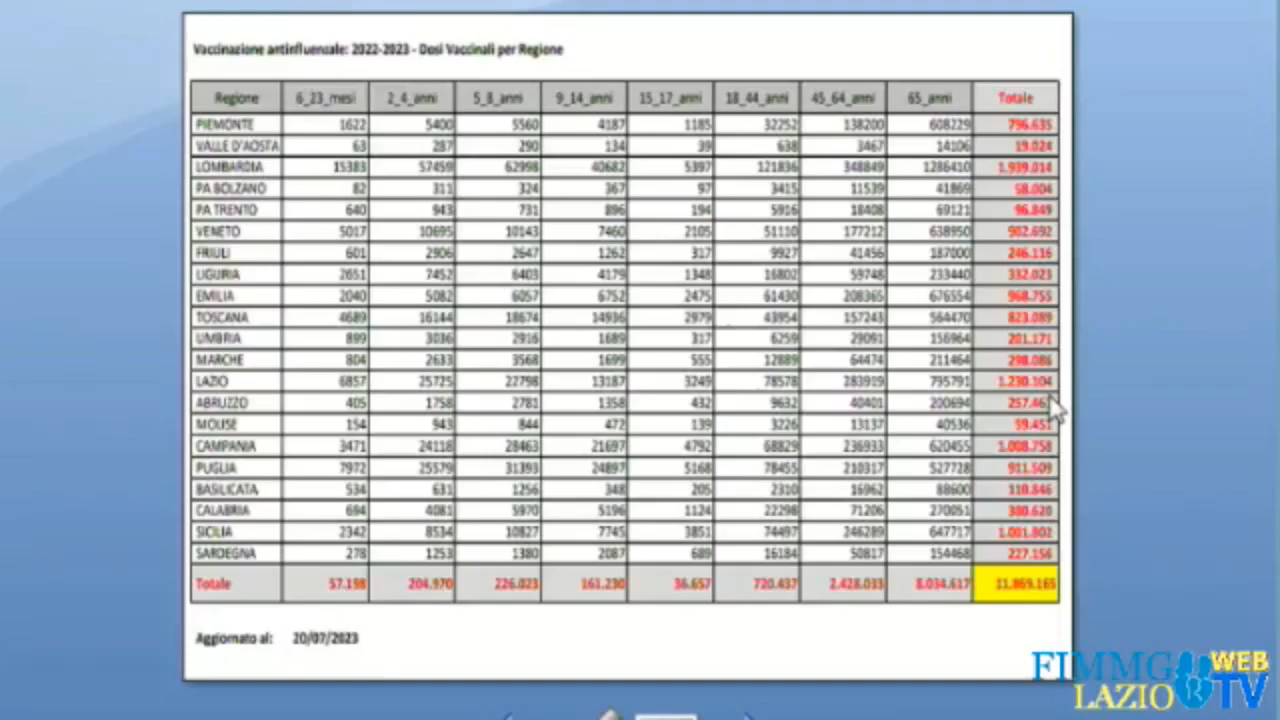 Vaccinazione antinfluenzale: 2022-2023 - Dosi Vaccinali per Regione
Regione 6_23_mesi 2_4_anni 5_8_anni 9_14_anni 15_17_anni 18_44_anni 45_64_anni 65_anni Totale
PIEMONTE 1622 5400 5560 4187 1185 32252 138200 608229 796.635
VALLE D'AOSTA 63 287 290 134 39 638 3467 14106 19.024
LOMBARDIA 15383 57459 62998 40682 5397 121836 348849 1286410 1.939.014
PA BOLZANO 82 311 324 367 97 3415 11539 41869 58.004
PA TRENTO 640 943 731 896 194 5916 18408 69121 96.849
VENETO 5017 10695 10143 7460 2105 51110 177212 638950 902.692
FRIULI 601 2906 2647 1262 317 9927 41456 187000 246.116
LIGURIA 2651 7452 6403 4179 1348 16802 59748 233440 332.023
EMILIA 2040 5082 6057 6752 2475 61430 208365 676554 968.755
TOSCANA 4689 16144 18674 14936 2979 43954 157243 564470 823.089
UMBRIA 899 3036 2916 1689 317 6259 29091 156964 201.171
MARCHE 804 2633 3568 1699 555 12889 64474 211464 298.086
LAZIO 6857 25725 22798 13187 3249 78578 283919 795791 1.230.104
ABRUZZO 405 1758 2781 1358 432 9632 40401 200694 257.46
MOLISE 154 943 844 472 139 3226 13137 40536 59.451
CAMPANIA 3471 24118 28463 21697 4792 68829 236933 620455 1.008.758
PUGLIA 7972 25579 31393 24897 5168 78455 210317 527728 911.509
BASILICATA 534 631 1256 348 205 2310 16962 88600 110.846
CALABRIA 694 4081 5970 5196 1124 22298 71206 270051 380.620
SICILIA 2342 8534 10827 7745 3851 74497 246289 647717 1.001.802
SARDEGNA 278 1253 1380 2087 689 16184 50817 154468 227.156
Totale 57.198 204.970 226.023 161.230 36.657 720.437 2.428.033 8.034.617 11.869.165
Aggiornato al: 20/07/2023
FIMMG WEB
LAZIO TV